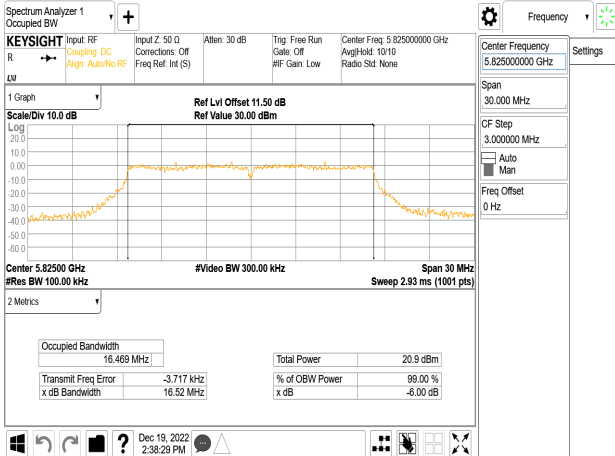 Spectrum Analyzer 1
Occupied BW
Frequency
KEYSIGHT
R
Input: RF
Coupling: DC
Align: Auto/No RF
Input Z: 50 Ω
Corrections: Off
Freq Ref: Int (S)
Atten: 30 dB
Trig: Free Run
Gate: Off
#IF Gain: Low
Center Freq: 5.825000000 GHz
Avg|Hold: 10/10
Radio Std: None
Center Frequency
5.825000000 GHz
Settings
Span
30.000 MHz
CF Step
3.000000 MHz
Auto
Man
Freq Offset
0 Hz
1 Graph
Scale/Div 10.0 dB
Ref Lvl Offset 11.50 dB
Ref Value 30.00 dBm
Log
20.0
10.0
0.00
-10.0
-20.0
-30.0
-40.0
-50.0
-60.0
Center 5.82500 GHz
#Video BW 300.00 kHz
Span 30 MHz
#Res BW 100.00 kHz
Sweep 2.93 ms (1001 pts)
2 Metrics
Occupied Bandwidth
16.469 MHz
Total Power 20.9 dBm
Transmit Freq Error -3.717 kHz
% of OBW Power 99.00 %
x dB Bandwidth 16.52 MHz
x dB -6.00 dB
Dec 19, 2022
2:38:29 PM